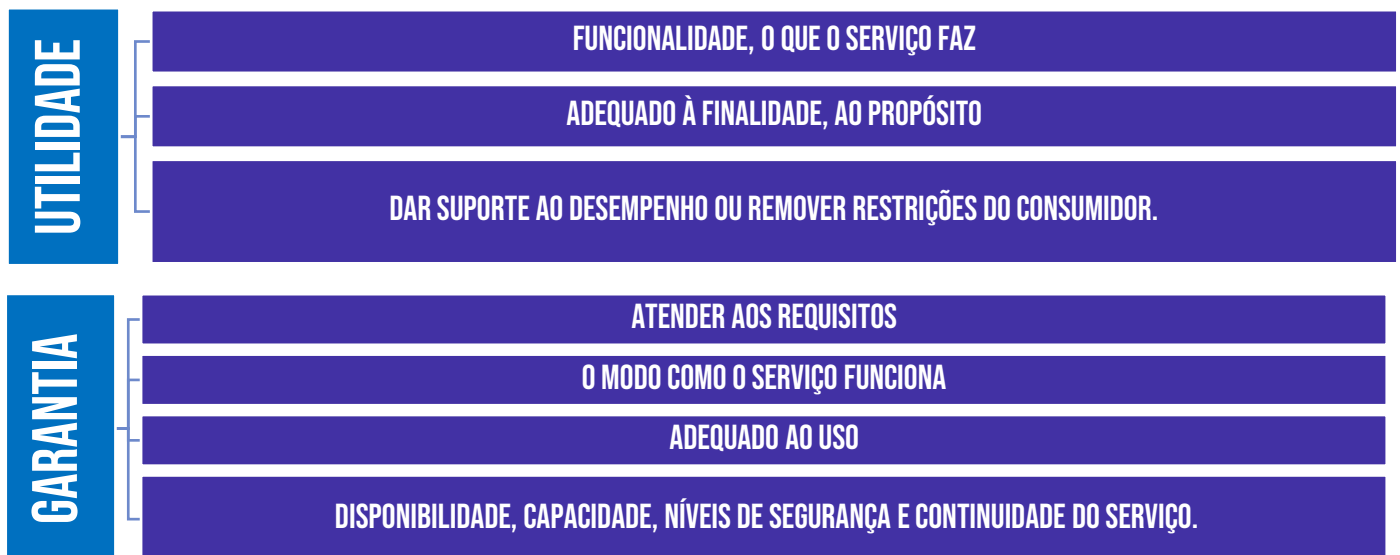 UTILIDADE
FUNCIONALIDADE, O QUE O SERVIÇO FAZ
ADEQUADO À FINALIDADE, AO PROPÓSITO
DAR SUPORTE AO DESEMPENHO OU REMOVER RESTRIÇÕES DO CONSUMIDOR.
GARANTIA
ATENDER AOS REQUISITOS
O MODO COMO O SERVIÇO FUNCIONA
ADEQUADO AO USO
DISPONIBILIDADE, CAPACIDADE, NÍVEIS DE SEGURANÇA E CONTINUIDADE DO SERVIÇO.